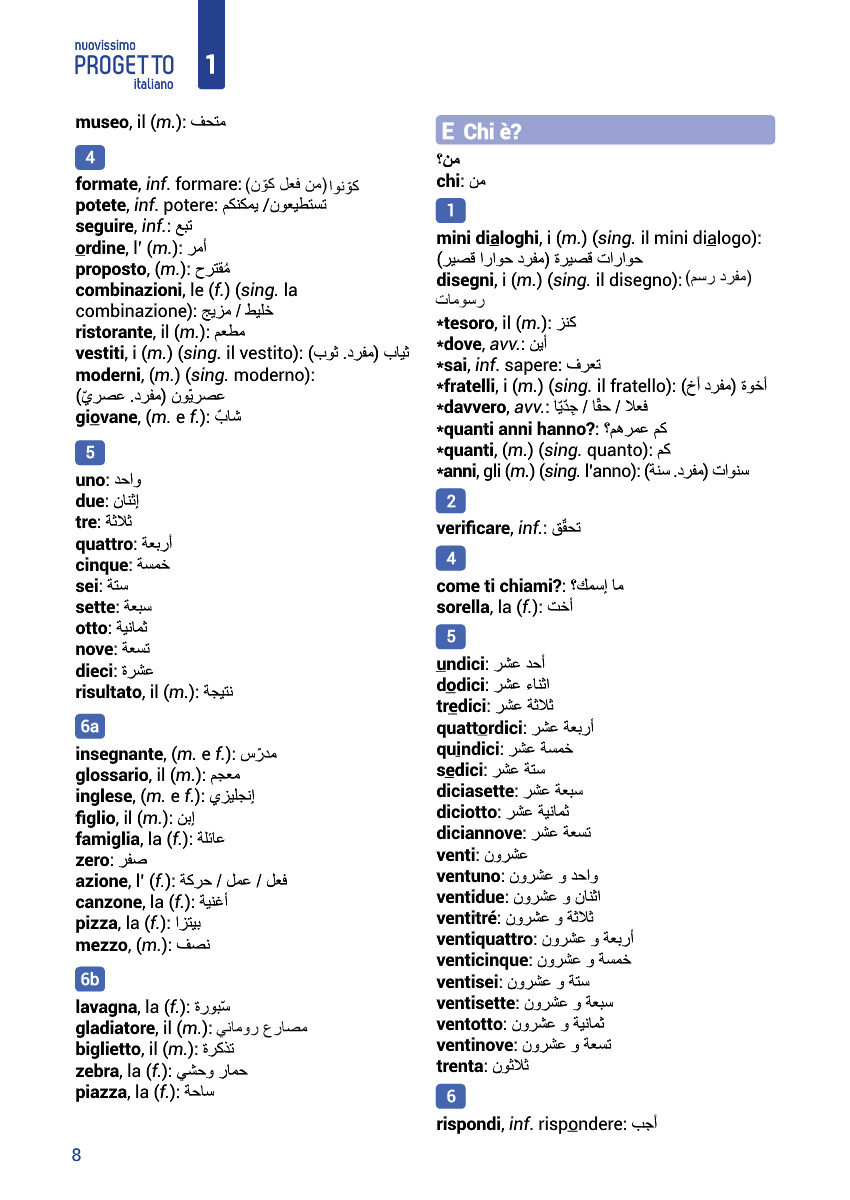 nuovissimo
PROGETTO
italiano
1
museo, il (m.): متحف
4
formate, inf. formare: كوّنوا (من فعل كوّن)
potete, inf. potere: تستطيعون/ يمكنكم
seguire, inf.: تبع
ordine, l' (m.): أمر
proposto, (m.): مُقترح
combinazioni, le (f.) (sing. la
combinazione): خليط / مزيج
ristorante, il (m.): مطعم
vestiti, i (m.) (sing. il vestito): ثياب (مفرد. ثوب)
moderni, (m.) (sing. moderno):
عصريّون (مفرد. عصريّ)
giovane, (m. e f.): شابّ
5
uno: واحد
due: إثنان
tre: ثلاثة
quattro: أربعة
cinque: خمسة
sei: ستة
sette: سبعة
otto: ثمانية
nove: تسعة
dieci: عشرة
risultato, il (m.): نتيجة
6a
insegnante, (m. e f.): مدرّس
glossario, il (m.): معجم
inglese, (m. e f.): إنجليزي
figlio, il (m.): إبن
famiglia, la (f.): عائلة
zero: صفر
azione, l' (f.): فعل / عمل / حركة
canzone, la (f.): أغنية
pizza, la (f.): بيتزا
mezzo, (m.): نصف
6b
lavagna, la (f.): سّبورة
gladiatore, il (m.): مصارع روماني
biglietto, il (m.): تذكرة
zebra, la (f.): حمار وحشي
piazza, la (f.): ساحة
E Chi è?
من؟
chi: من
1
mini dialoghi, i (m.) (sing. il mini dialogo):
حوارات قصيرة (مفرد حوارا قصير)
disegni, i (m.) (sing. il disegno): (مفرد رسم)
رسومات
*tesoro, il (m.): كنز
*dove, avv.: أين
*sai, inf. sapere: تعرف
*fratelli, i (m.) (sing. il fratello): أخوة (مفرد أخ)
*davvero, avv.: فعلا / حقّا / جِدّيّا
*quanti anni hanno?: كم عمرهم؟
*quanti, (m.) (sing. quanto): كم
*anni, gli (m.) (sing. l'anno): سنوات (مفرد. سنة)
2
verificare, inf.: تحقّق
4
come ti chiami?: ما إسمك؟
sorella, la (f.): أخت
5
undici: أحد عشر
dodici: اثناء عشر
tredici: ثلاثة عشر
quattordici: أربعة عشر
quindici: خمسة عشر
sedici: ستة عشر
diciasette: سبعة عشر
diciotto: ثمانية عشر
diciannove: تسعة عشر
venti: عشرون
ventuno: واحد و عشرون
ventidue: اثنان و عشرون
ventitré: ثلاثة و عشرون
ventiquattro: أربعة و عشرون
venticinque: خمسة و عشرون
ventisei: ستة و عشرون
ventisette: سبعة و عشرون
ventotto: ثمانية و عشرون
ventinove: تسعة و عشرون
trenta: ثلاثون
6
rispondi, inf. rispondere: أجب
8